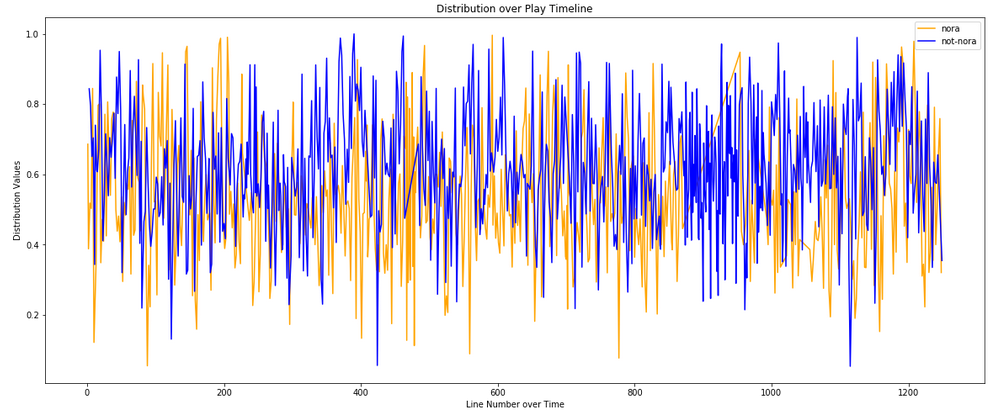 Distribution over Play Timeline
nora
not-nora
Distribution Values
1.0
0.8
0.6
0.4
0.2
0
200
400
600
800
1000
1200
Line Number over Time